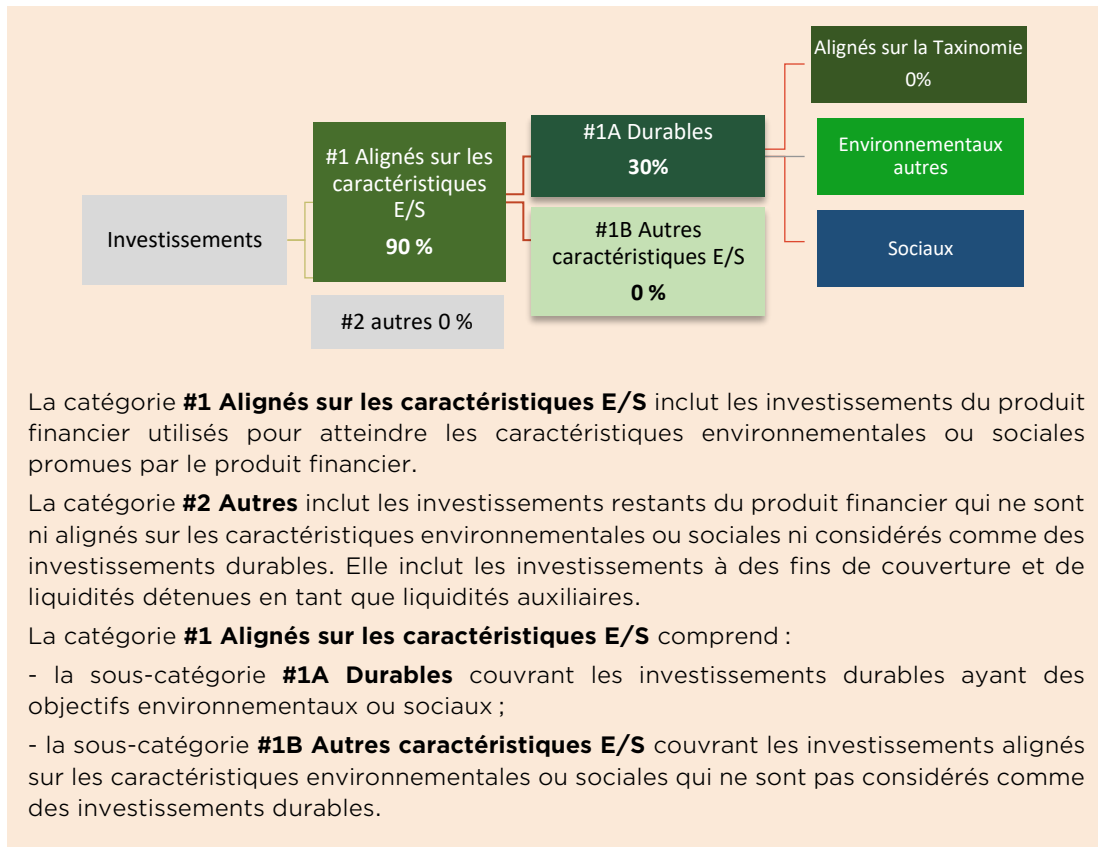 Investissements
#1 Alignés sur les
caractéristiques
E/S
90 %
#2 autres 0 %
#1A Durables
30%
#1B Autres
caractéristiques E/S
0 %
Alignés sur la Taxinomie
0%
Environnementaux
autres
Sociaux
La catégorie #1 Alignés sur les caractéristiques E/S inclut les investissements du produit
financier utilisés pour atteindre les caractéristiques environnementales ou sociales
promues par le produit financier.
La catégorie #2 Autres inclut les investissements restants du produit financier qui ne sont
ni alignés sur les caractéristiques environnementales ou sociales ni considérés comme des
investissements durables. Elle inclut les investissements à des fins de couverture et de
liquidités détenues en tant que liquidités auxiliaires.
La catégorie #1 Alignés sur les caractéristiques E/S comprend :
- la sous-catégorie #1A Durables couvrant les investissements durables ayant des
objectifs environnementaux ou sociaux ;
- la sous-catégorie #1B Autres caractéristiques E/S couvrant les investissements alignés
sur les caractéristiques environnementales ou sociales qui ne sont pas considérés comme
des investissements durables.